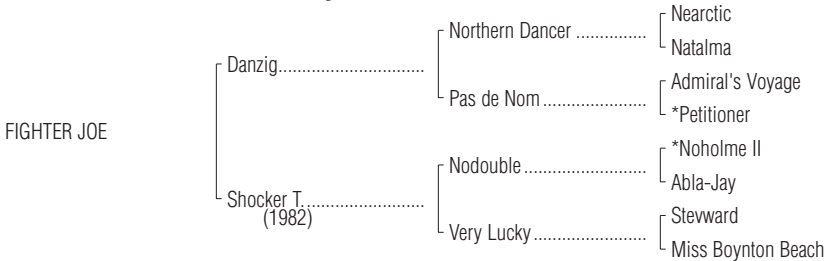 Nearctic
Northern Dancer ...............
Natalma
Danzig...............................
Admiral's Voyage
Pas de Nom ......................
*Petitioner
FIGHTER JOE
*Noholme II
Nodouble ..........................
Abla-Jay
Shocker T..........................
(1982)
Stevward
Very Lucky ........................
Miss Boynton Beach